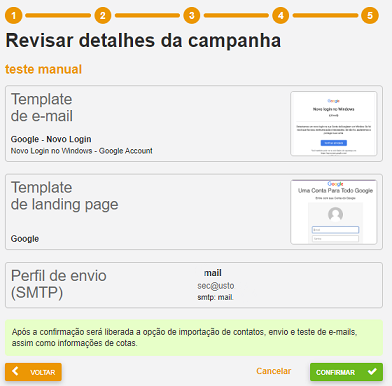 1 2 3 4 5
Revisar detalhes da campanha
teste manual
Template
de e-mail
Google - Novo Login
Novo Login no Windows - Google Account
Google
Novo login no Windows
Template
de landing page
Google
Google
Uma Conta Para Todo Google
Perfil de envio
(SMTP)
mail
sec@usto
smtp: mail.
Após a confirmação será liberada a opção de importação de contatos, envio e teste de e-mails,
assim como informações de cotas.
VOLTAR
Cancelar
CONFIRMAR